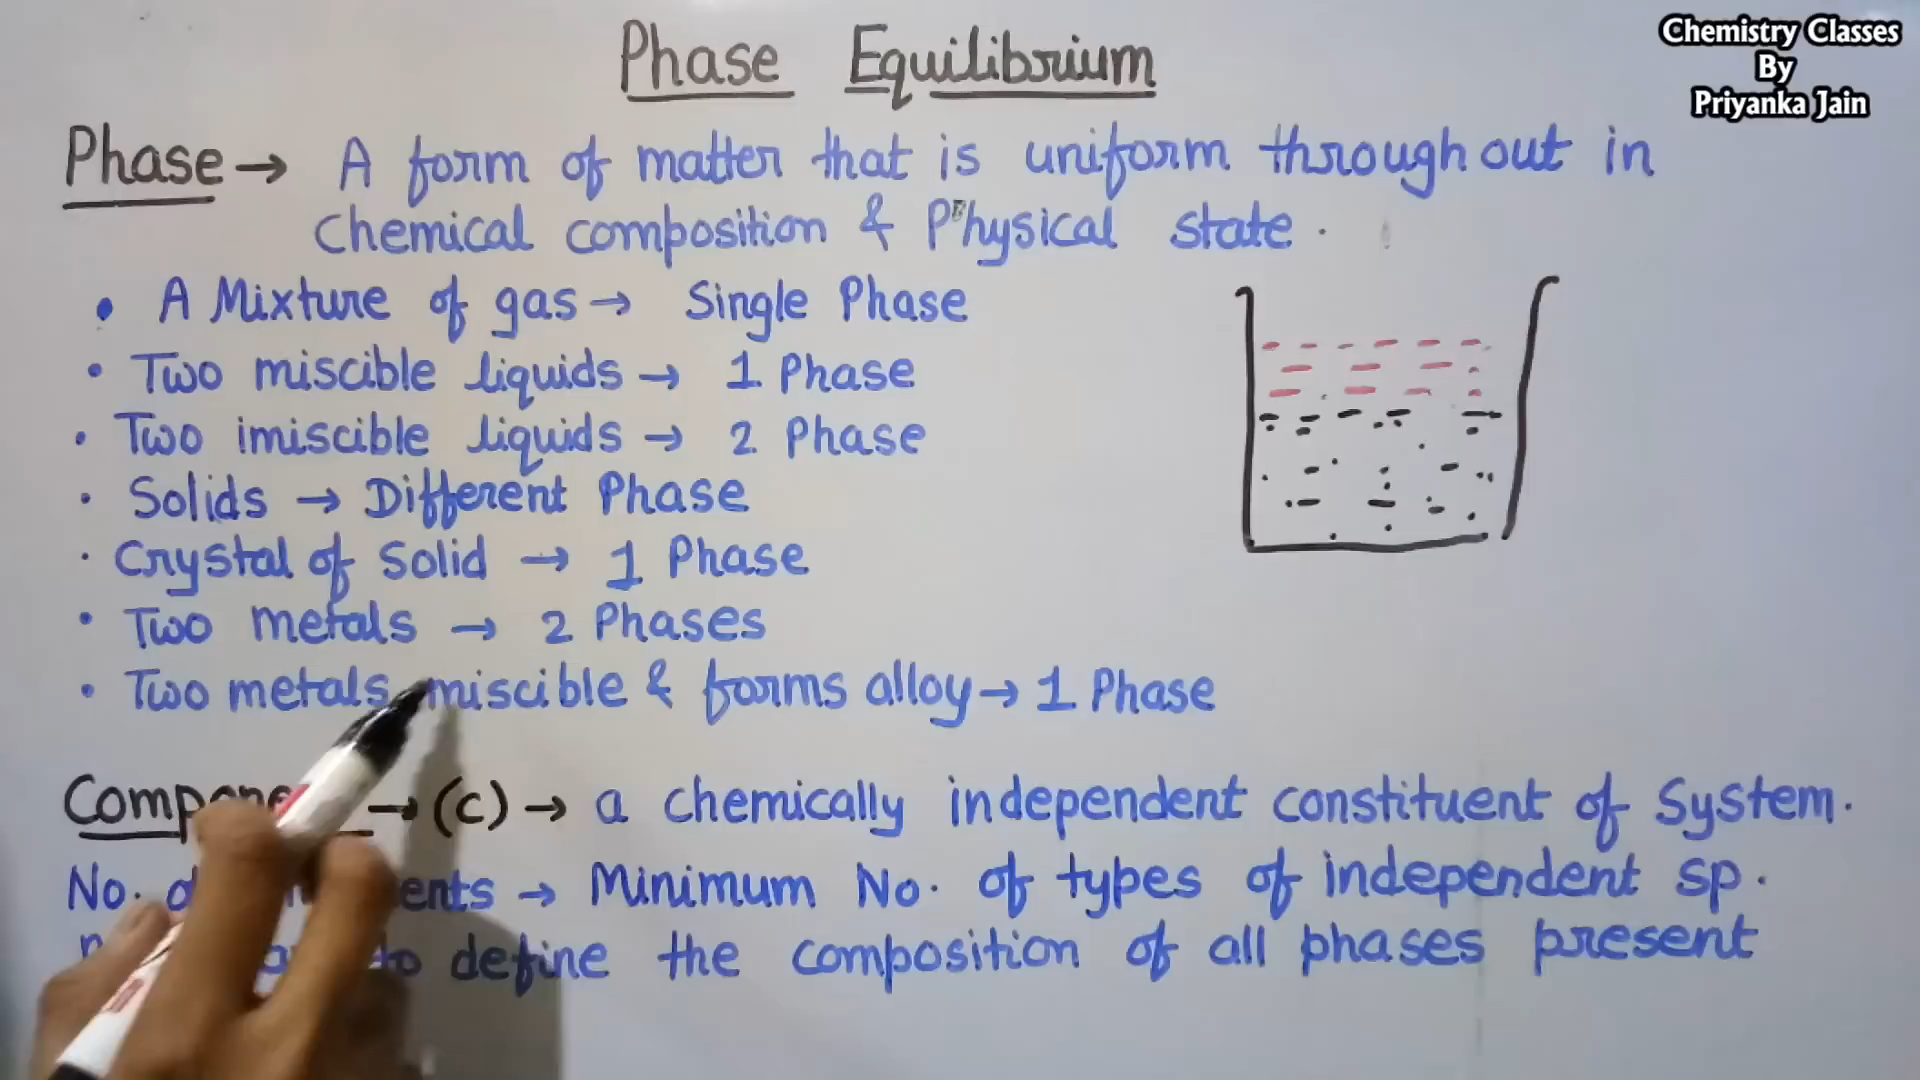 Phase Equilibrium
Chemistry Classes
By
Priyanka Jain
Phase → A form of matter that is uniform throughout in
Chemical composition & Physical state.
• A Mixture of gas → Single Phase
• Two miscible liquids → 1 Phase
• Two imiscible liquids → 2 Phase
• Solids → Different Phase
• Crystal of Solid → 1 Phase
• Two metals → 2 Phases
• Two metals miscible & forms alloy → 1 Phase
→ (C) → a chemically independent constituent of System.
No. → Minimum No. of types of independent sp.
to define the composition of all phases present